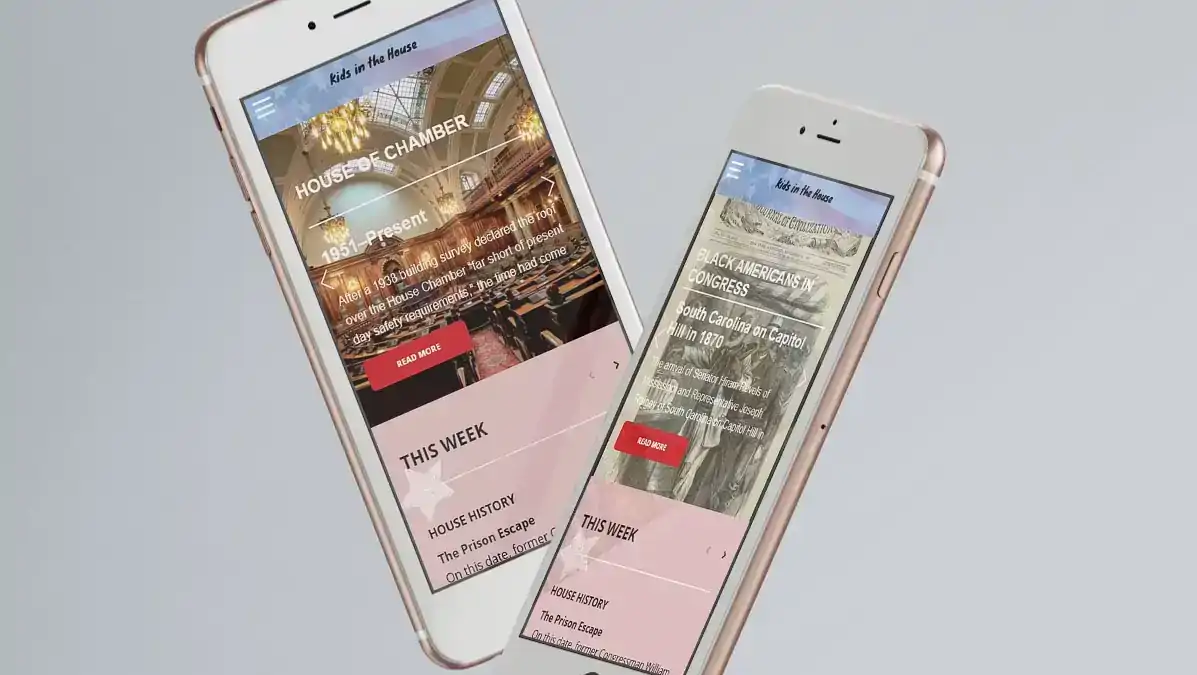 Kids in the House
HOUSE OF CHAMBER
1951–Present
After a 1938 building survey declared the roof
over the House Chamber "far short of present
day safety requirements," the time had come
READ MORE
THIS WEEK
HOUSE HISTORY
The Prison Escape
On this date, former
Kids in the House
OF CIVILIZATION
BLACK AMERICANS IN
CONGRESS
South Carolina on Capitol
Hill in 1870
arrival of Senator Hiram Revels of
and Representative Joseph
of South Carolina on Capitol Hill in
READ MORE
THIS WEEK
HOUSE HISTORY
The Prison Escape
On this date, former Congressman William